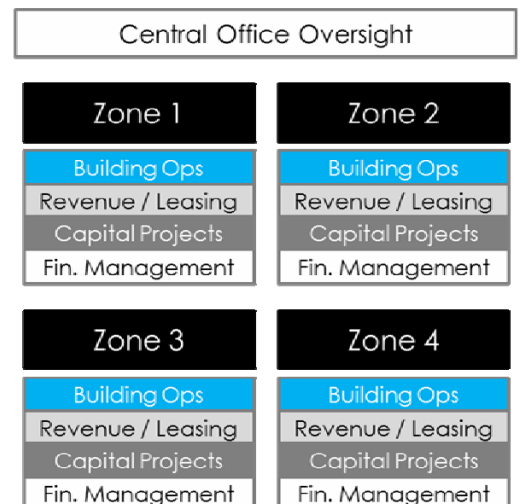 Central Office Oversight
Zone 1
Building Ops
Revenue / Leasing
Capital Projects
Fin. Management
Zone 2
Building Ops
Revenue / Leasing
Capital Projects
Fin. Management
Zone 3
Building Ops
Revenue / Leasing
Capital Projects
Fin. Management
Zone 4
Building Ops
Revenue / Leasing
Capital Projects
Fin. Management